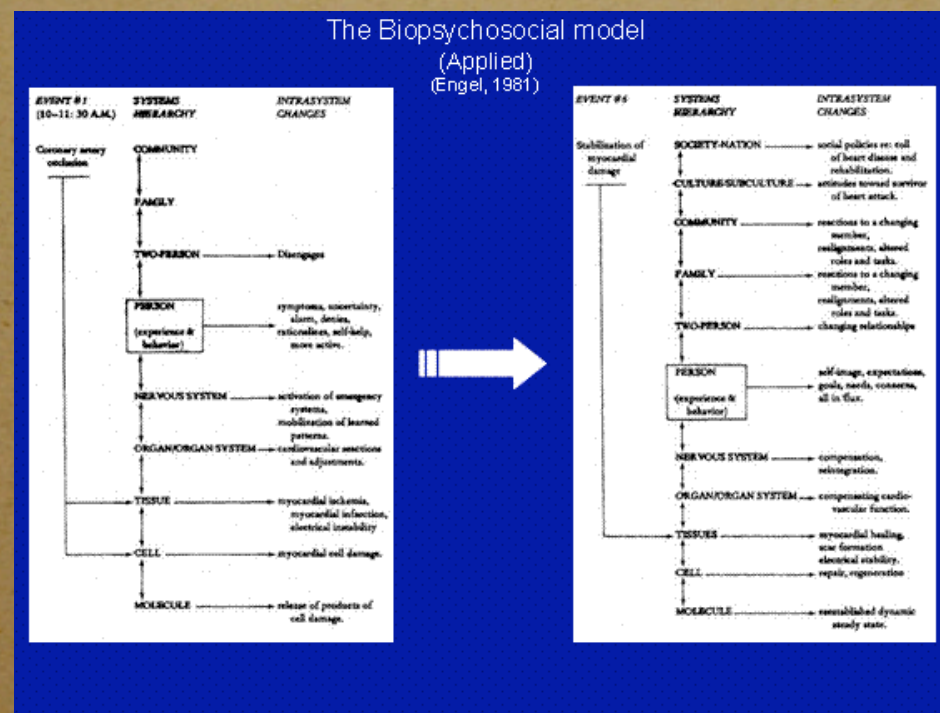 The Biopsychosocial model
(Applied)
(Engel, 1981)
EVENT #1
(10–11: 30 A.M.)
SYSTEMS
HIERARCHY
INTRASYSTEM
CHANGES
Coronary artery
occlusion
COMMUNITY
FAMILY
TWO-PERSON
Disengages
PERSON
(experience &
behavior)
symptoms, uncertainty,
alarm, denies,
rationalizes, self-help,
more active.
NERVOUS SYSTEM
activation of emergency
systems,
mobilization of learned
patterns.
ORGAN/ORGAN SYSTEM
cardiovascular reactions
and adjustments.
TISSUE
myocardial ischemia,
myocardial infarction,
electrical instability
CELL
myocardial cell damage.
MOLECULE
release of products of
cell damage.
EVENT #6
SYSTEMS
HIERARCHY
INTRASYSTEM
CHANGES
Stabilization of
myocardial
damage
SOCIETY-NATION
social policies re: toll
of heart disease and
rehabilitation.
CULTURE-SUBCULTURE
attitudes toward survivor
of heart attack.
COMMUNITY
reactions to a changing
member,
realignments, altered
roles and tasks.
FAMILY
reactions to a changing
member,
realignments, altered
roles and tasks.
TWO-PERSON
changing relationships
PERSON
(experience &
behavior)
self-image, expectations,
goals, needs, concerns,
all in flux.
NERVOUS SYSTEM
compensation,
reintegration.
ORGAN/ORGAN SYSTEM
compensating cardio-
vascular function.
TISSUES
myocardial healing,
scar formation
electrical stability.
CELL
repair, regeneration
MOLECULE
reestablished dynamic
steady state.